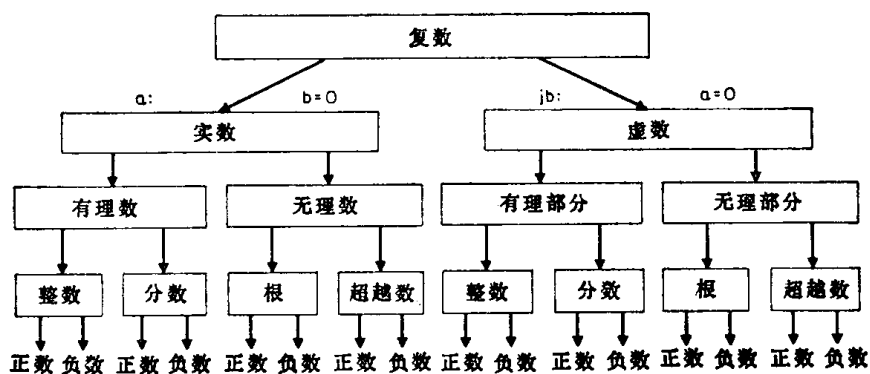 复数
a: b=0 jb: a=0
实数 虚数
有理数 无理数 有理部分 无理部分
整数 分数 根 超越数 整数 分数 根 超越数
正数 负数 正数 负数 正数 负数 正数 负数 正数 负数 正数 负数 正数 负数 正数 负数